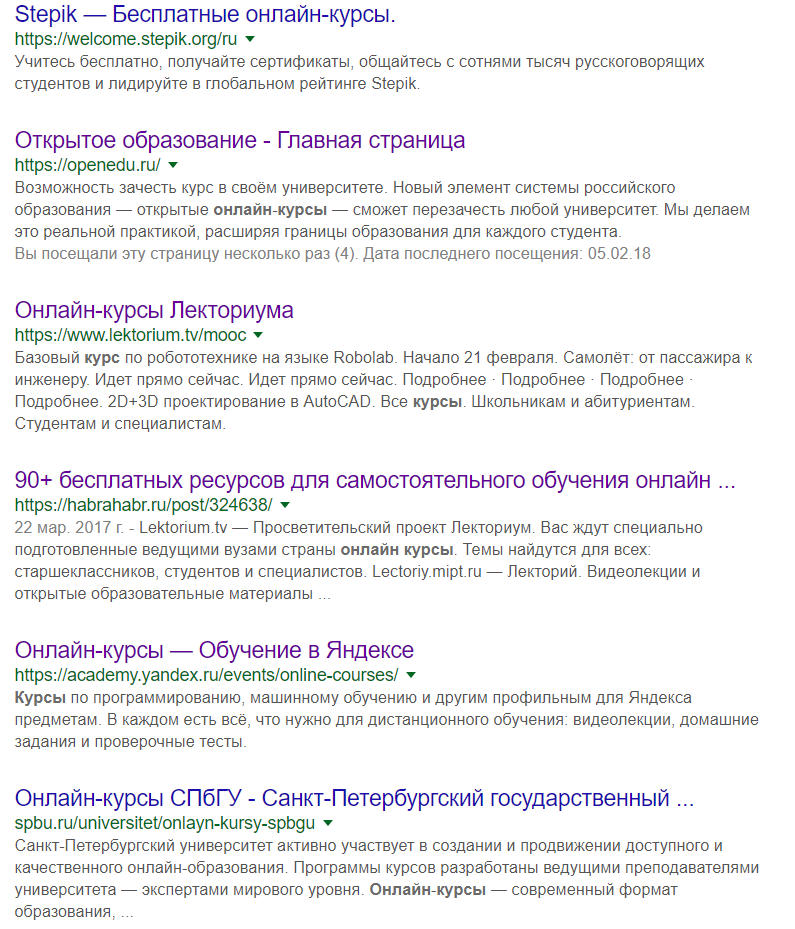 Stepik — Бесплатные онлайн-курсы.
https://welcome.stepik.org/ru
Учитесь бесплатно, получайте сертификаты, общайтесь с сотнями тысяч русскоговорящих
студентов и лидируйте в глобальном рейтинге Stepik.
Открытое образование - Главная страница
https://openedu.ru/
Возможность зачесть курс в своём университете. Новый элемент системы российского
образования — открытые онлайн-курсы — сможет перезачесть любой университет. Мы делаем
это реальной практикой, расширяя границы образования для каждого студента.
Вы посещали эту страницу несколько раз (4). Дата последнего посещения: 05.02.18
Онлайн-курсы Лекториума
https://www.lektorium.tv/mooc
Базовый курс по робототехнике на языке Robolab. Начало 21 февраля. Самолёт: от пассажира к
инженеру. Идет прямо сейчас. Идет прямо сейчас. Подробнее · Подробнее · Подробнее ·
Подробнее. 2D+3D проектирование в AutoCAD. Все курсы. Школьникам и абитуриентам.
Студентам и специалистам.
90+ бесплатных ресурсов для самостоятельного обучения онлайн ...
https://habrahabr.ru/post/324638/
22 мар. 2017 г. - Lektorium.tv — Просветительский проект Лекториум. Вас ждут специально
подготовленные ведущими вузами страны онлайн курсы. Темы найдутся для всех:
старшеклассников, студентов и специалистов. Lectoriy.mipt.ru — Лекторий. Видеолекции и
открытые образовательные материалы ...
Онлайн-курсы — Обучение в Яндексе
https://academy.yandex.ru/events/online-courses/
Курсы по программированию, машинному обучению и другим профильным для Яндекса
предметам. В каждом есть всё, что нужно для дистанционного обучения: видеолекции, домашние
задания и проверочные тесты.
Онлайн-курсы СПбГУ - Санкт-Петербургский государственный ...
spbu.ru/universitet/onlayn-kursy-spbgu
Санкт-Петербургский университет активно участвует в создании и продвижении доступного и
качественного онлайн-образования. Программы курсов разработаны ведущими преподавателями
университета — экспертами мирового уровня. Онлайн-курсы — современный формат
образования, ...